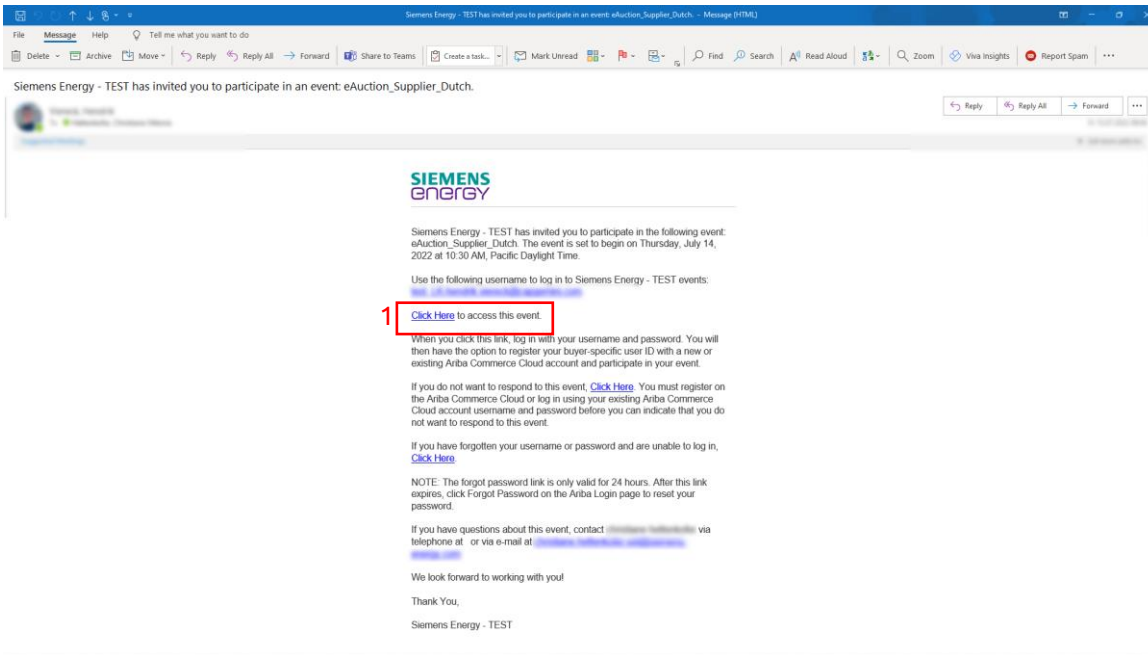 Siemens Energy - TEST has invited you to participate in an event: eAuction_Supplier_Dutch. - Message (HTML)
File Message Help Tell me what you want to do
Delete Archive Move Reply Reply All Forward Share to Teams Create a task... Mark Unread Find Search Read Aloud Zoom Viva Insights Report Spam
Siemens Energy - TEST has invited you to participate in an event: eAuction_Supplier_Dutch.
Reply Reply All Forward
SIEMENS
energy
Siemens Energy - TEST has invited you to participate in the following event:
eAuction_Supplier_Dutch. The event is set to begin on Thursday, July 14,
2022 at 10:30 AM, Pacific Daylight Time.
Use the following username to log in to Siemens Energy - TEST events:
1 Click Here to access this event.
When you click this link, log in with your username and password. You will
then have the option to register your buyer-specific user ID with a new or
existing Ariba Commerce Cloud account and participate in your event.
If you do not want to respond to this event, Click Here. You must register on
the Ariba Commerce Cloud or log in using your existing Ariba Commerce
Cloud account username and password before you can indicate that you do
not want to respond to this event.
If you have forgotten your username or password and are unable to log in,
Click Here.
NOTE: The forgot password link is only valid for 24 hours. After this link
expires, click Forgot Password on the Ariba Login page to reset your
password.
If you have questions about this event, contact via
telephone at or via e-mail at
We look forward to working with you!
Thank You,
Siemens Energy - TEST